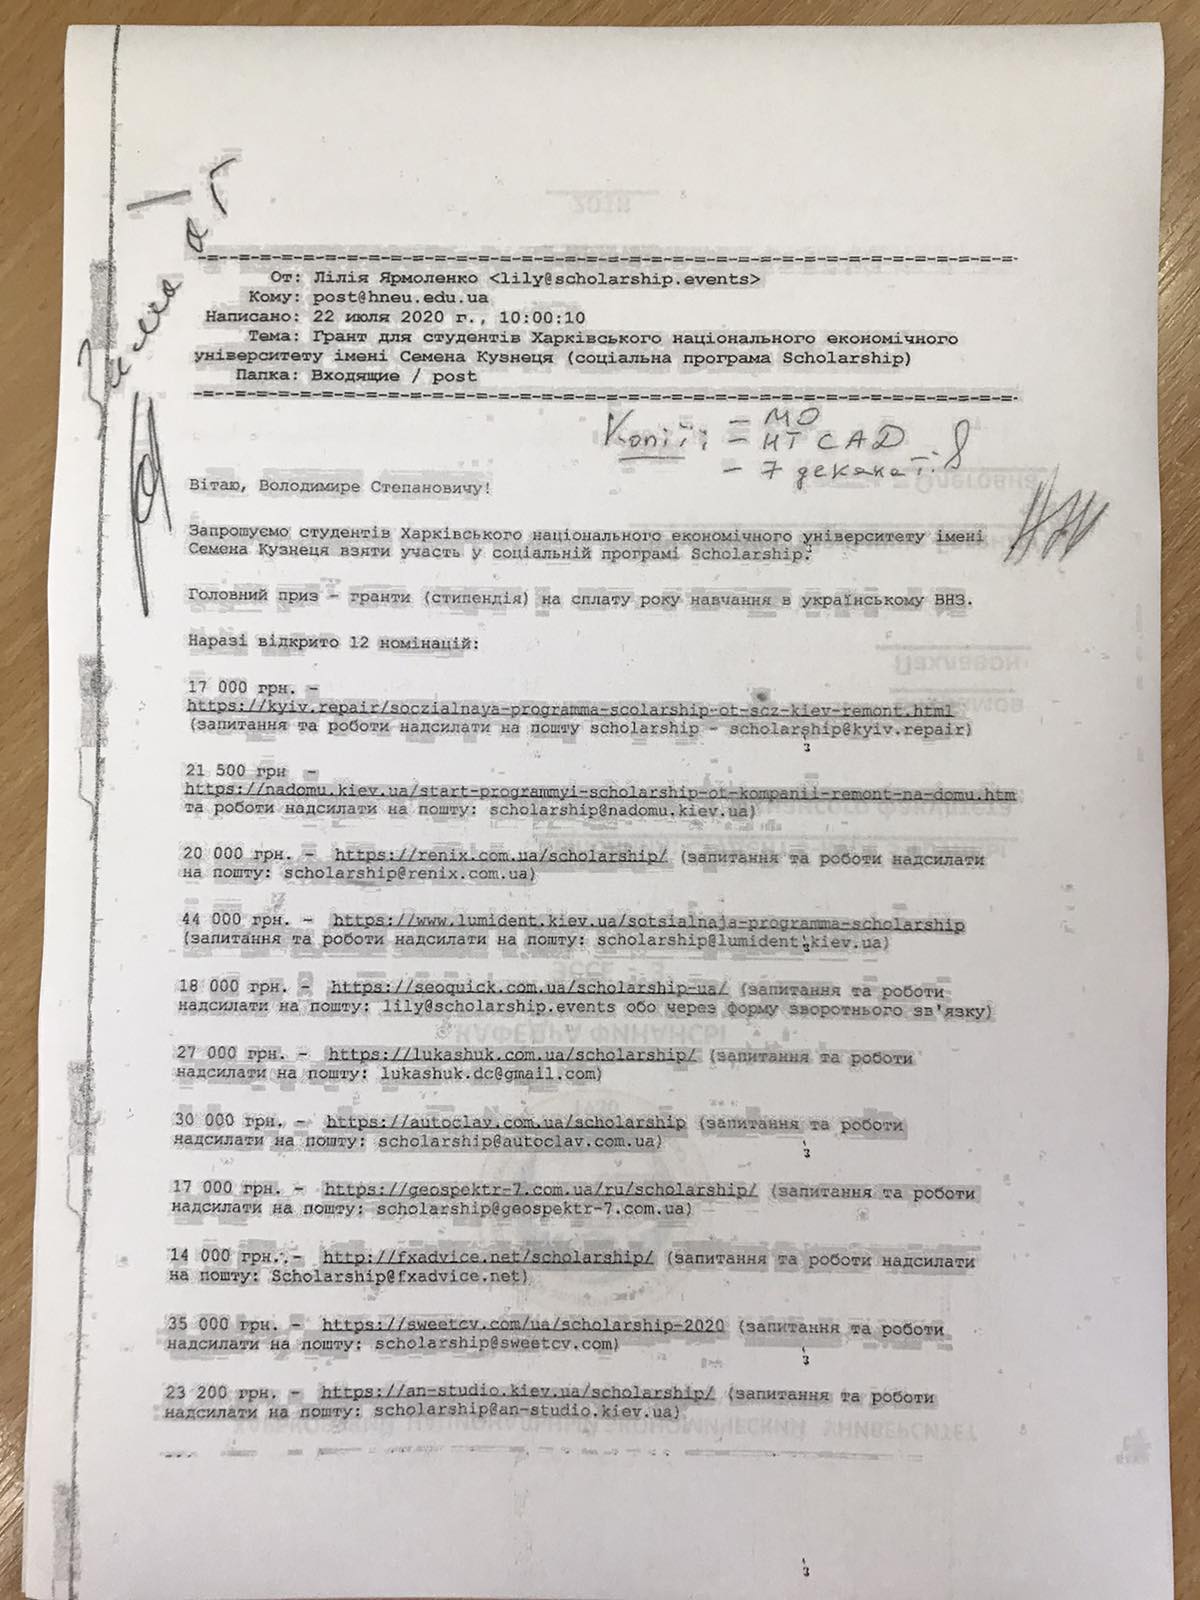 -=--=-=-=-=-=-=-=-=-=-=-=-=-=-=-=-=-=-=-=-=-=-=-=-=-=-=-=-=-=-=-=-=-=-=-=-
От: Лілія Ярмоленко <lily@scholarship.events>
Кому: post@hneu.edu.ua
Написано: 22 июля 2020 г., 10:00:10
Тема: Грант для студентів Харківського національного економічного
університету імені Семена Кузнеця (соціальна програма Scholarship)
Папка: Входящие / post
-=--=-=-=-=-=-=-=-=-=-=-=-=-=-=-=-=-=-=-=-=-=-=-=-=-=-=-=-=-=-=-=-=-=-=-=-
Копії: – МО
– НТ САД
– 7 деканат.
Вітаю, Володимире Степановичу!
Запрошуємо студентів Харківського національного економічного університету імені
Семена Кузнеця взяти участь у соціальній програмі Scholarship.
Головний приз – гранти (стипендія) на сплату року навчання в українському ВНЗ.
Наразі відкрито 12 номінацій:
17 000 грн. –
https://kyiv.repair/soczialnaya-programma-scolarship-ot-scz-kiev-remont.html
(запитання та роботи надсилати на пошту scholarship - scholarship@kyiv.repair)
21 500 грн –
https://nadomu.kiev.ua/start-programmyi-scholarship-ot-kompanii-remont-na-domu.htm
та роботи надсилати на пошту: scholarship@nadomu.kiev.ua)
20 000 грн. – https://renix.com.ua/scholarship/ (запитання та роботи надсилати
на пошту: scholarship@renix.com.ua)
44 000 грн. – https://www.lumident.kiev.ua/sotsialnaja-programma-scholarship
(запитання та роботи надсилати на пошту: scholarship@lumident.kiev.ua)
18 000 грн. – https://seoquick.com.ua/scholarship-ua/ (запитання та роботи
надсилати на пошту: lily@scholarship.events обо через форму зворотнього зв'язку)
27 000 грн. – https://lukashuk.com.ua/scholarship/ (запитання та роботи
надсилати на пошту: lukashuk.dc@gmail.com)
30 000 грн. – https://autoclav.com.ua/scholarship (запитання та роботи
надсилати на пошту: scholarship@autoclav.com.ua)
17 000 грн. – https://geospektr-7.com.ua/ru/scholarship/ (запитання та роботи
надсилати на пошту: scholarship@geospektr-7.com.ua)
14 000 грн. – http://fxadvice.net/scholarship/ (запитання та роботи надсилати
на пошту: Scholarship@fxadvice.net)
35 000 грн. – https://sweetcv.com/ua/scholarship-2020 (запитання та роботи
надсилати на пошту: scholarship@sweetcv.com)
23 200 грн. – https://an-studio.kiev.ua/scholarship/ (запитання та роботи
надсилати на пошту: scholarship@an-studio.kiev.ua)